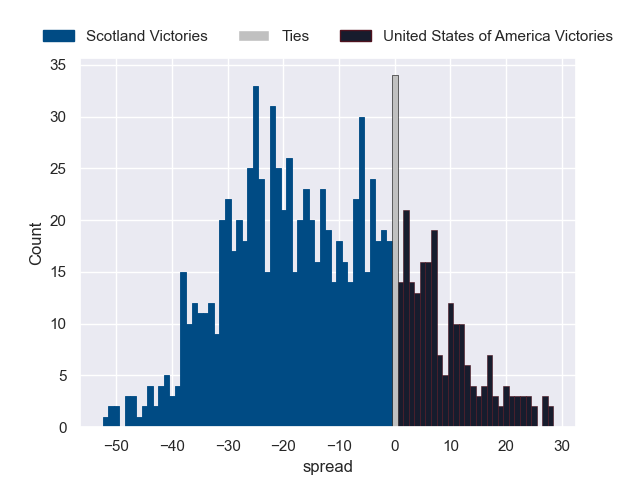 Scotland Victories Ties United States of America Victories
35
30
25
20
15
10
5
0
Count
−50 −40 −30 −20 −10 0 10 20 30
spread